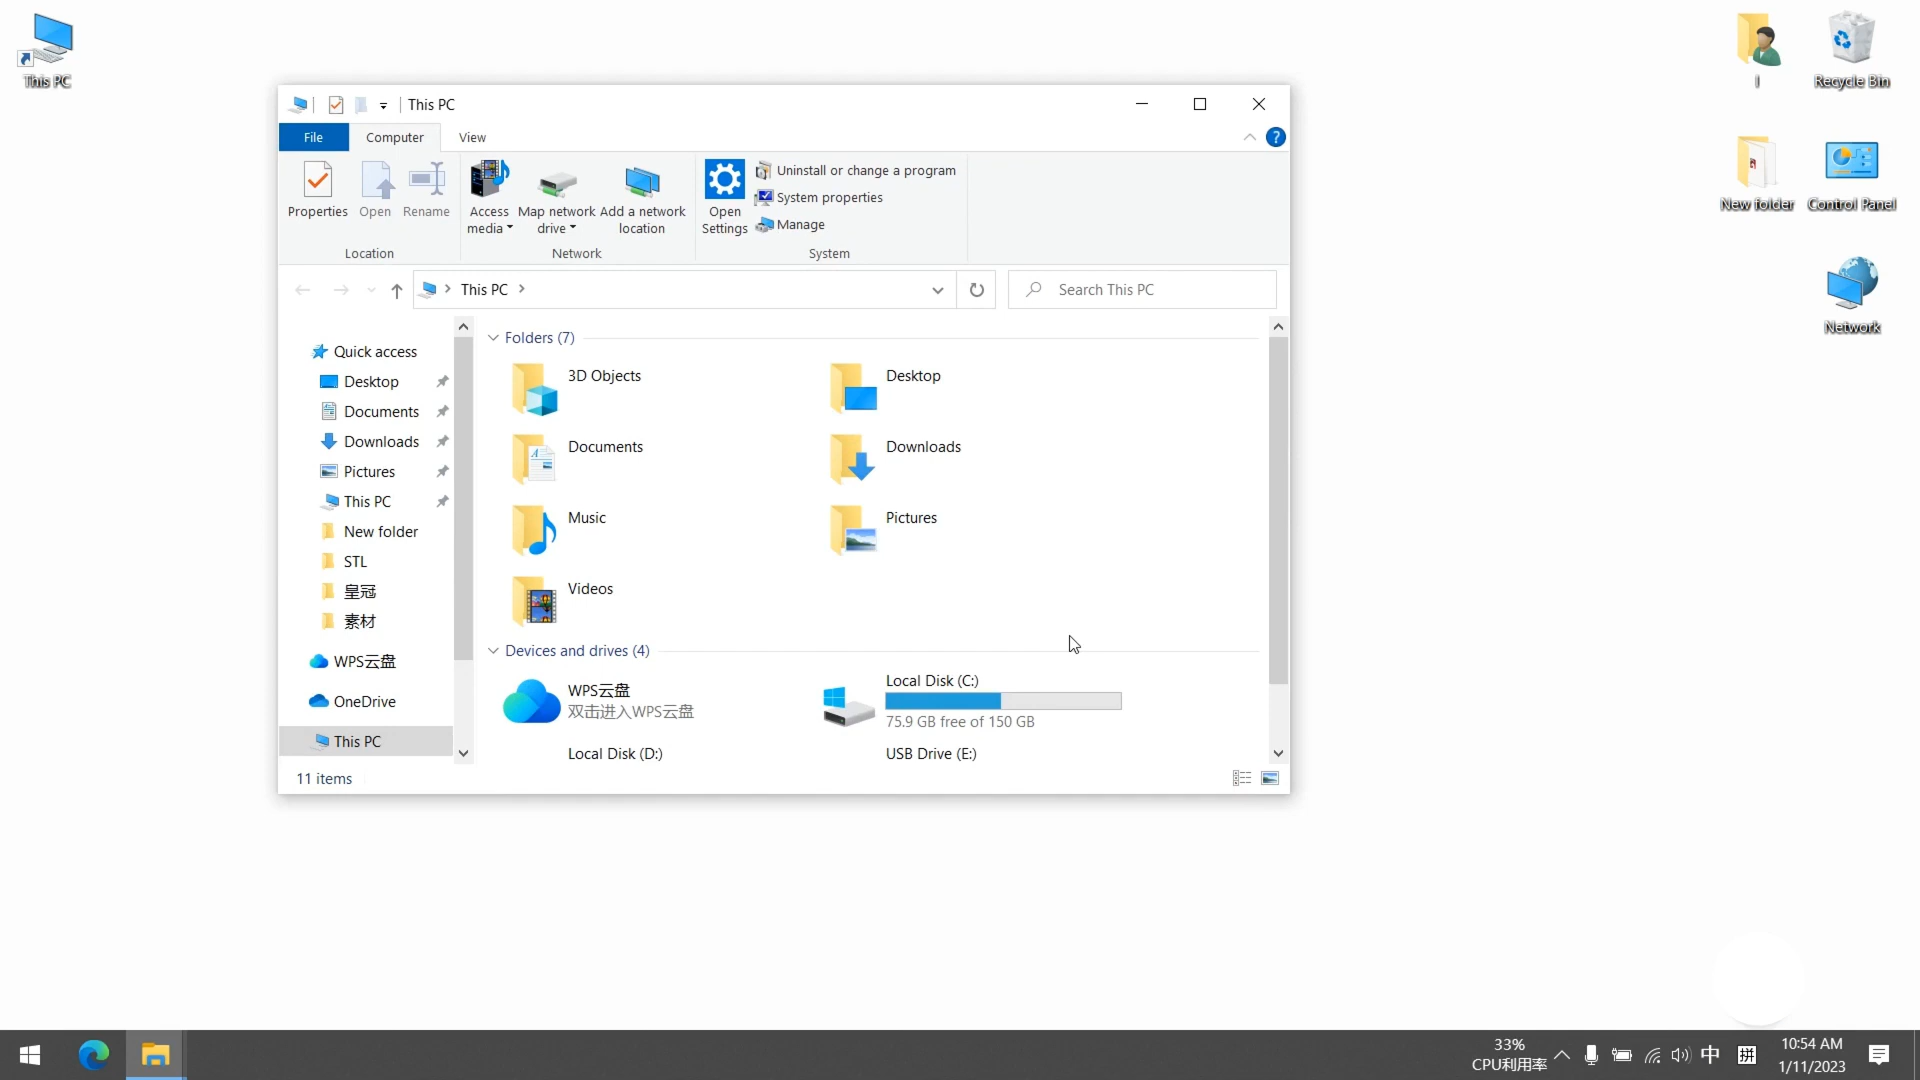 This PC
I
Recycle Bin
New folder
Control Panel
Network
This PC
File
Computer
View
?
Properties
Open
Rename
Location
Access media
Map network drive
Add a network location
Network
Open Settings
Uninstall or change a program
System properties
Manage
System
This PC
Search This PC
Quick access
Desktop
Documents
Downloads
Pictures
This PC
New folder
STL
皇冠
素材
WPS云盘
OneDrive
This PC
Folders (7)
3D Objects
Desktop
Documents
Downloads
Music
Pictures
Videos
Devices and drives (4)
WPS云盘
双击进入WPS云盘
Local Disk (C:)
75.9 GB free of 150 GB
Local Disk (D:)
USB Drive (E:)
11 items
33%
CPU利用率
中
拼
10:54 AM
1/11/2023